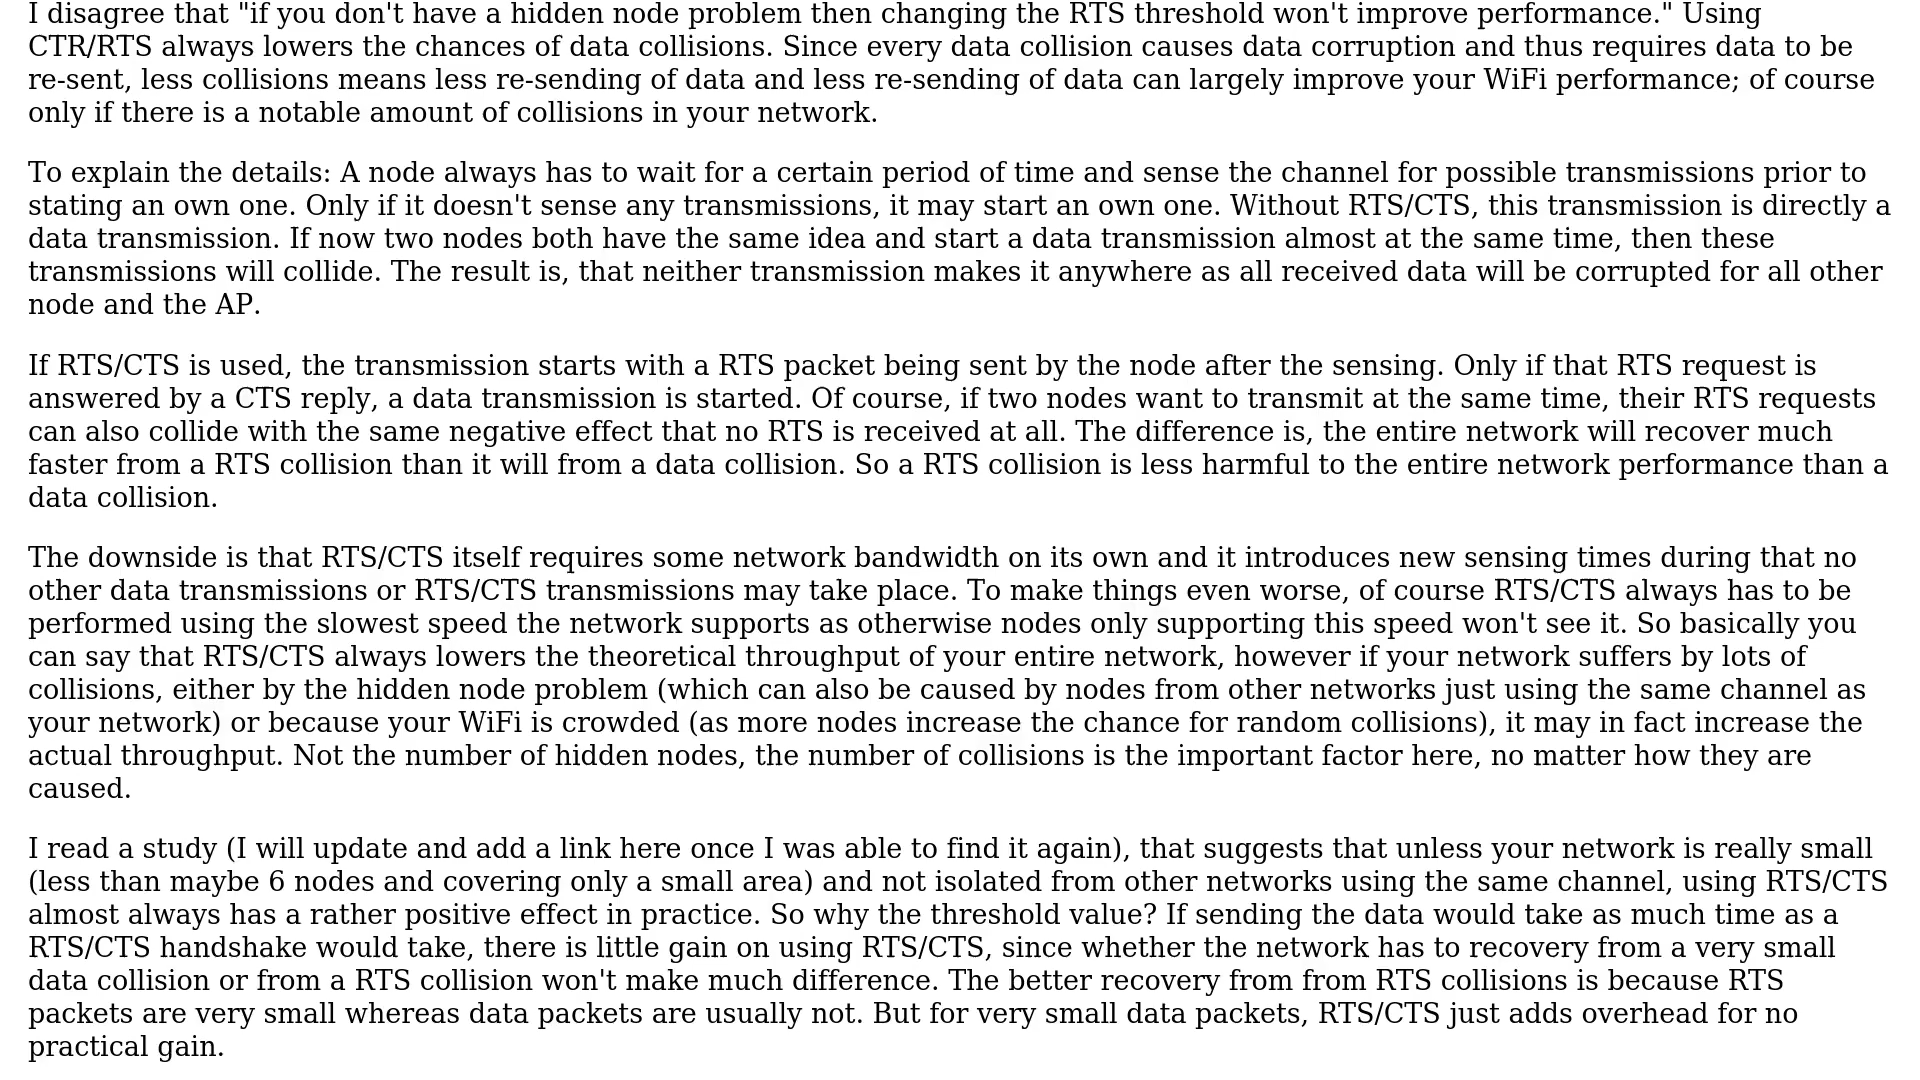 I disagree that "if you don't have a hidden node problem then changing the RTS threshold won't improve performance." Using
CTR/RTS always lowers the chances of data collisions. Since every data collision causes data corruption and thus requires data to be
re-sent, less collisions means less re-sending of data and less re-sending of data can largely improve your WiFi performance; of course
only if there is a notable amount of collisions in your network.
To explain the details: A node always has to wait for a certain period of time and sense the channel for possible transmissions prior to
stating an own one. Only if it doesn't sense any transmissions, it may start an own one. Without RTS/CTS, this transmission is directly a
data transmission. If now two nodes both have the same idea and start a data transmission almost at the same time, then these
transmissions will collide. The result is, that neither transmission makes it anywhere as all received data will be corrupted for all other
node and the AP.
If RTS/CTS is used, the transmission starts with a RTS packet being sent by the node after the sensing. Only if that RTS request is
answered by a CTS reply, a data transmission is started. Of course, if two nodes want to transmit at the same time, their RTS requests
can also collide with the same negative effect that no RTS is received at all. The difference is, the entire network will recover much
faster from a RTS collision than it will from a data collision. So a RTS collision is less harmful to the entire network performance than a
data collision.
The downside is that RTS/CTS itself requires some network bandwidth on its own and it introduces new sensing times during that no
other data transmissions or RTS/CTS transmissions may take place. To make things even worse, of course RTS/CTS always has to be
performed using the slowest speed the network supports as otherwise nodes only supporting this speed won't see it. So basically you
can say that RTS/CTS always lowers the theoretical throughput of your entire network, however if your network suffers by lots of
collisions, either by the hidden node problem (which can also be caused by nodes from other networks just using the same channel as
your network) or because your WiFi is crowded (as more nodes increase the chance for random collisions), it may in fact increase the
actual throughput. Not the number of hidden nodes, the number of collisions is the important factor here, no matter how they are
caused.
I read a study (I will update and add a link here once I was able to find it again), that suggests that unless your network is really small
(less than maybe 6 nodes and covering only a small area) and not isolated from other networks using the same channel, using RTS/CTS
almost always has a rather positive effect in practice. So why the threshold value? If sending the data would take as much time as a
RTS/CTS handshake would take, there is little gain on using RTS/CTS, since whether the network has to recovery from a very small
data collision or from a RTS collision won't make much difference. The better recovery from from RTS collisions is because RTS
packets are very small whereas data packets are usually not. But for very small data packets, RTS/CTS just adds overhead for no
practical gain.